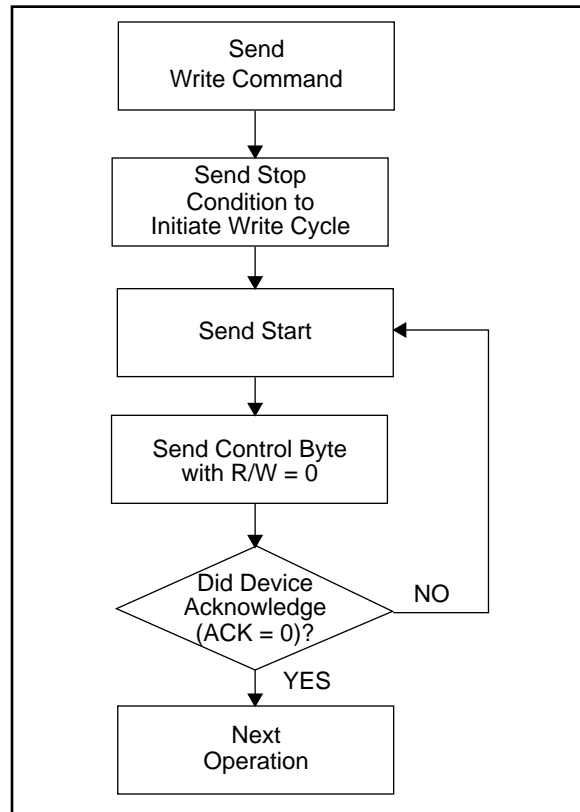 Send
Write Command
Send Stop
Condition to
Initiate Write Cycle
Send Start
Send Control Byte
with R/W = 0
Did Device
Acknowledge
(ACK = 0)?
NO
YES
Next
Operation